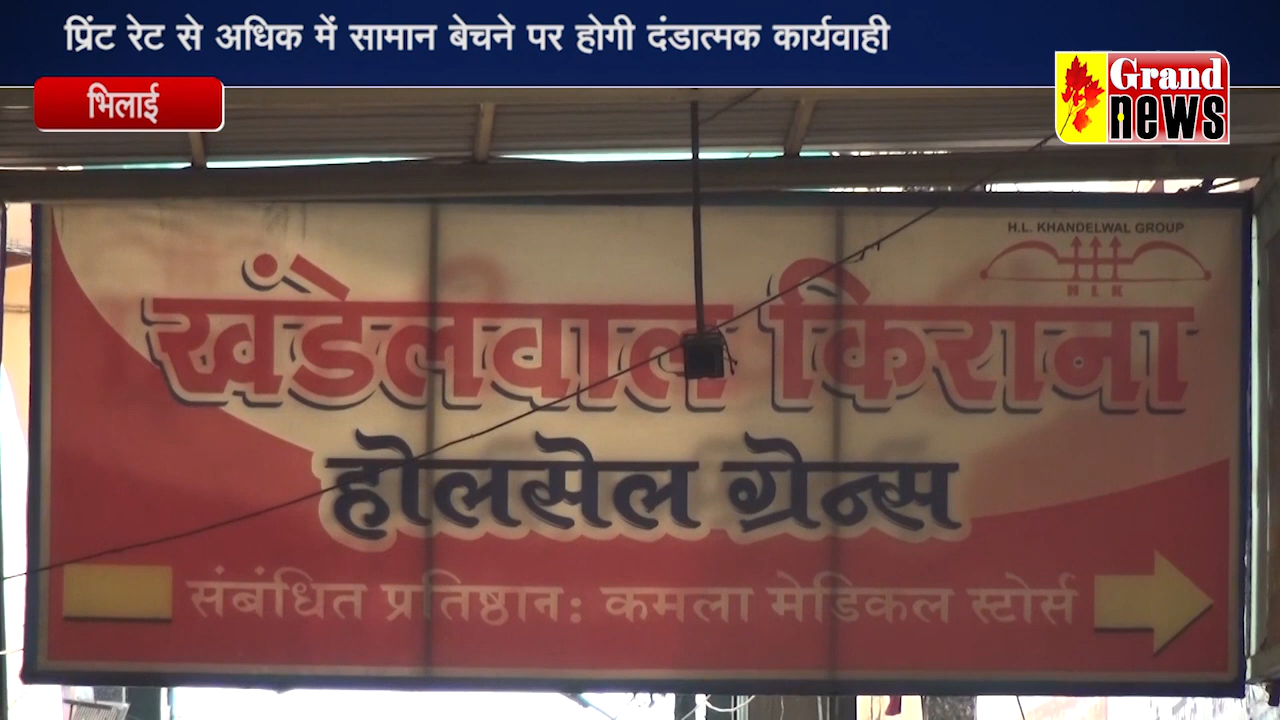 प्रिंट रेट से अधिक में सामान बेचने पर होगी दंडात्मक कार्यवाही
भिलाई
Grand
news
H.L. KHANDELWAL GROUP
H L K
खंडेलवाल किराना
होलसेल ग्रेन्स
संबंधित प्रतिष्ठान: कमला मेडिकल स्टोर्स